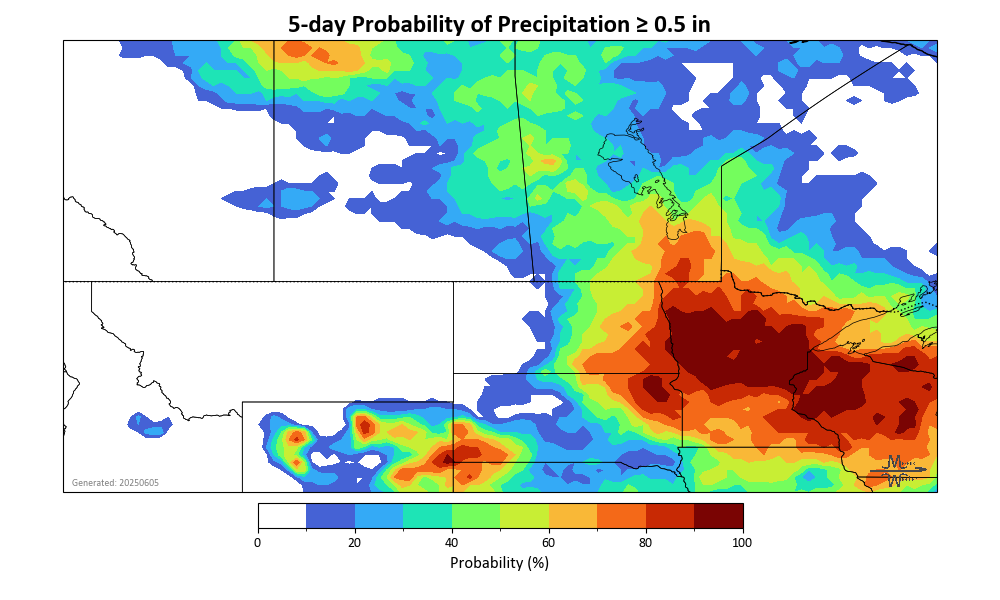 5-day Probability of Precipitation ≥ 0.5 in
Generated: 20250605
0 20 40 60 80 100
Probability (%)